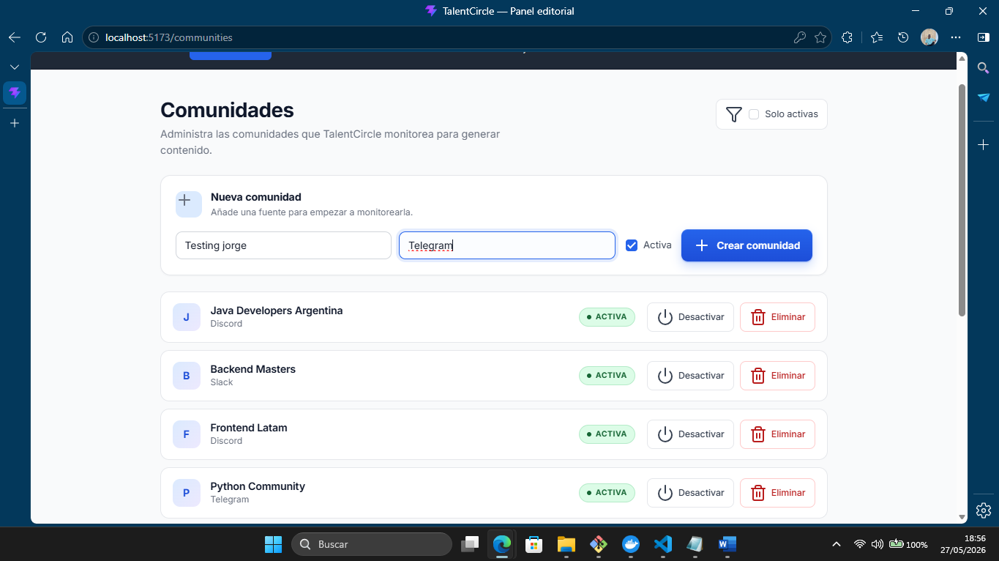 TalentCircle — Panel editorial
localhost:5173/communities
Comunidades
Solo activas
Administra las comunidades que TalentCircle monitorea para generar
contenido.
Nueva comunidad
Añade una fuente para empezar a monitorearla.
Testing jorge
Telegram
Activa
Crear comunidad
J
Java Developers Argentina
Discord
ACTIVA
Desactivar
Eliminar
B
Backend Masters
Slack
ACTIVA
Desactivar
Eliminar
F
Frontend Latam
Discord
ACTIVA
Desactivar
Eliminar
P
Python Community
Telegram
ACTIVA
Desactivar
Eliminar
Buscar
100%
18:56
27/05/2026